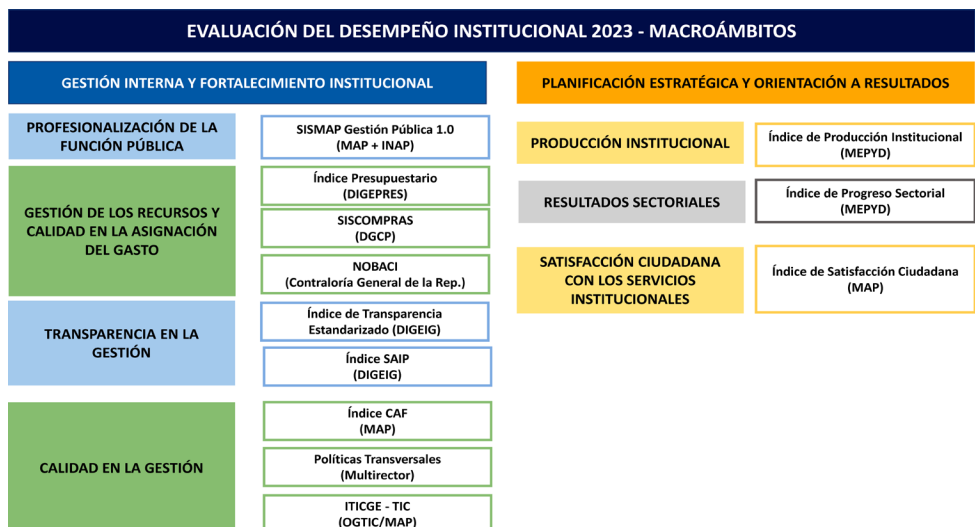 EVALUACIÓN DEL DESEMPEÑO INSTITUCIONAL 2023 - MACROÁMBITOS
GESTIÓN INTERNA Y FORTALECIMIENTO INSTITUCIONAL
PROFESIONALIZACIÓN DE LA
FUNCIÓN PÚBLICA
SISMAP Gestión Pública 1.0
(MAP + INAP)
GESTIÓN DE LOS RECURSOS Y
CALIDAD EN LA ASIGNACIÓN
DEL GASTO
Índice Presupuestario
(DIGEPRES)
SISCOMPRAS
(DGCP)
NOBACI
(Contraloría General de la Rep.)
TRANSPARENCIA EN LA
GESTIÓN
Índice de Transparencia
Estandarizado (DIGEIG)
Índice SAIP
(DIGEIG)
CALIDAD EN LA GESTIÓN
Índice CAF
(MAP)
Políticas Transversales
(Multirector)
ITICGE - TIC
(OGTIC/MAP)
PLANIFICACIÓN ESTRATÉGICA Y ORIENTACIÓN A RESULTADOS
PRODUCCIÓN INSTITUCIONAL
Índice de Producción Institucional
(MEPYD)
RESULTADOS SECTORIALES
Índice de Progreso Sectorial
(MEPYD)
SATISFACCIÓN CIUDADANA
CON LOS SERVICIOS
INSTITUCIONALES
Índice de Satisfacción Ciudadana
(MAP)